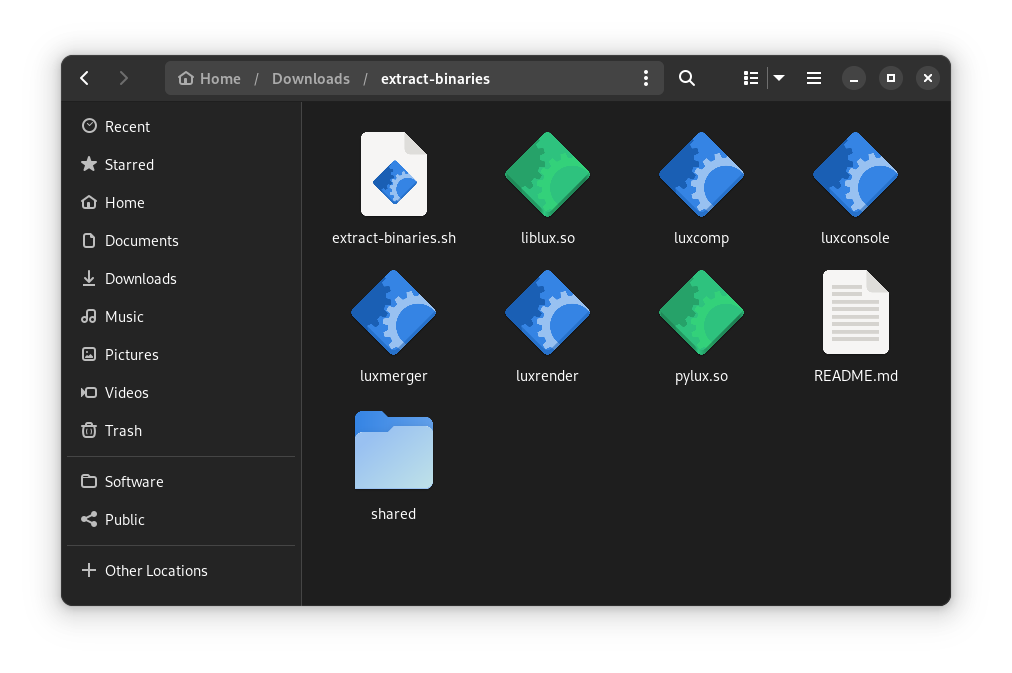 Home / Downloads / extract-binaries
Recent
Starred
Home
Documents
Downloads
Music
Pictures
Videos
Trash
Software
Public
Other Locations
extract-binaries.sh
liblux.so
luxcomp
luxconsole
luxmerger
luxrender
pylux.so
README.md
shared